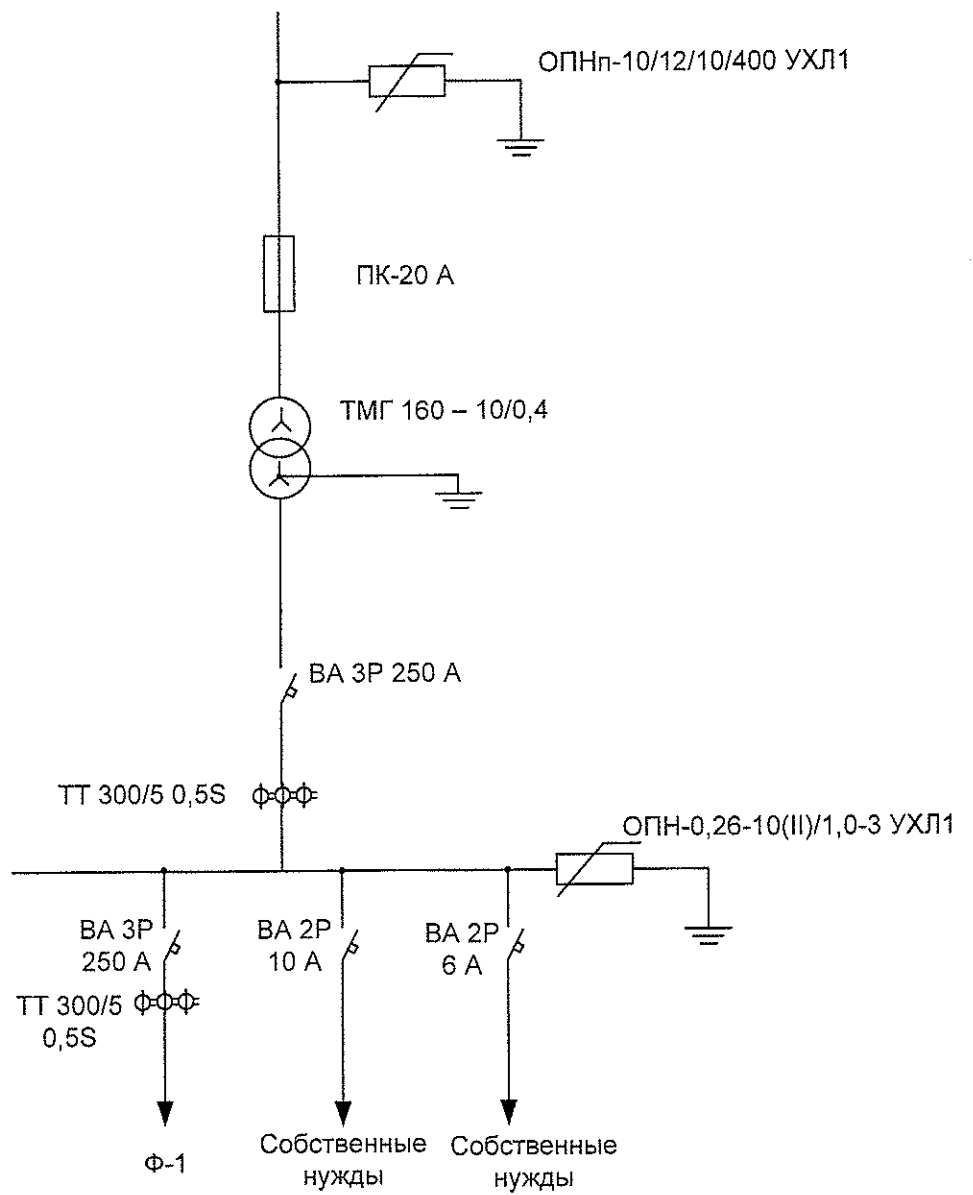 ОПНп-10/12/10/400 УХЛ1
ПК-20 А
ТМГ 160 – 10/0,4
ВА 3Р 250 А
ТТ 300/5 0,5S
ОПН-0,26-10(II)/1,0-3 УХЛ1
ВА 3Р
250 А
ВА 2Р
10 А
ВА 2Р
6 А
ТТ 300/5
0,5S
Ф-1
Собственные
нужды
Собственные
нужды